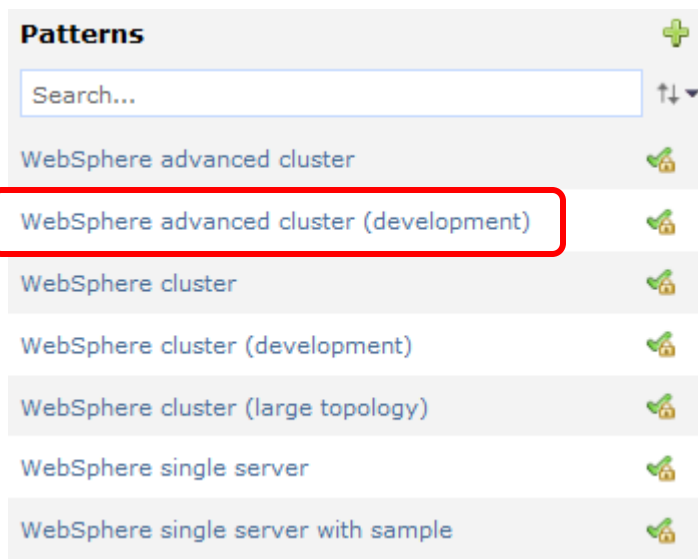 Patterns
Search...
WebSphere advanced cluster
WebSphere advanced cluster (development)
WebSphere cluster
WebSphere cluster (development)
WebSphere cluster (large topology)
WebSphere single server
WebSphere single server with sample